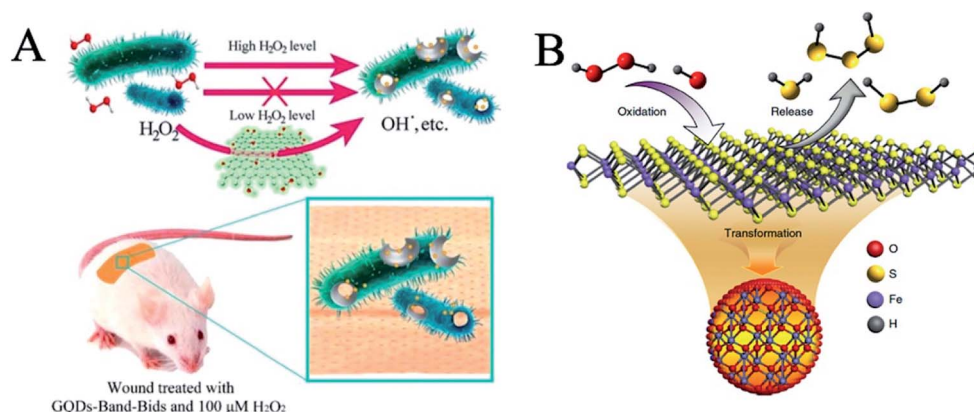 A
High H₂O₂ level
H₂O₂
Low H₂O₂ level
OH˙, etc.
Wound treated with
GQDs-Band-Bids and 100 μM H₂O₂
B
Oxidation
Release
Transformation
O
S
Fe
H